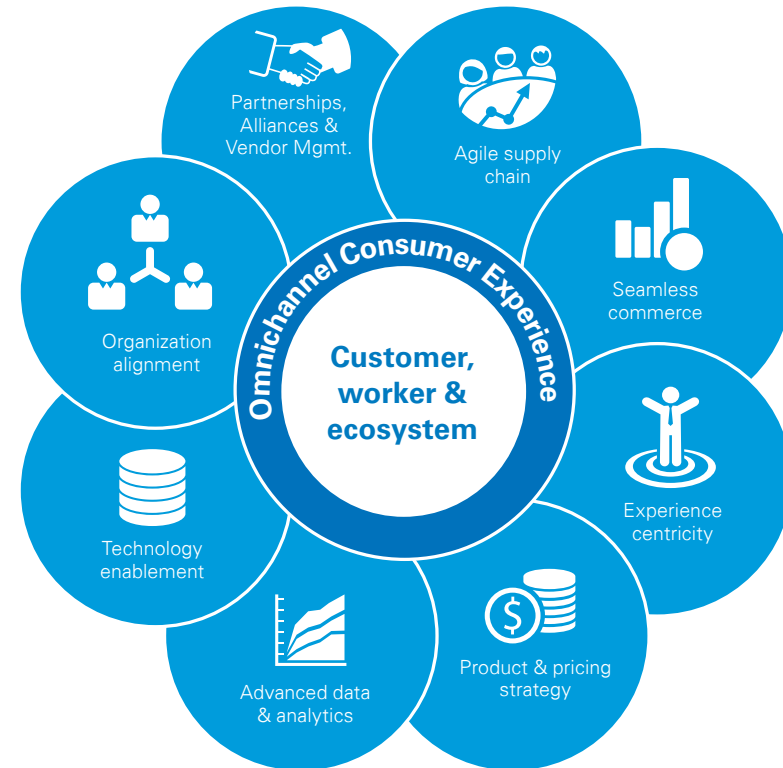 Partnerships,
Alliances &
Vendor Mgmt.
Agile supply
chain
Seamless
commerce
Experience
centricity
$
Product & pricing
strategy
Advanced data
& analytics
Technology
enablement
Organization
alignment
Omnichannel Consumer Experience
Customer,
worker &
ecosystem